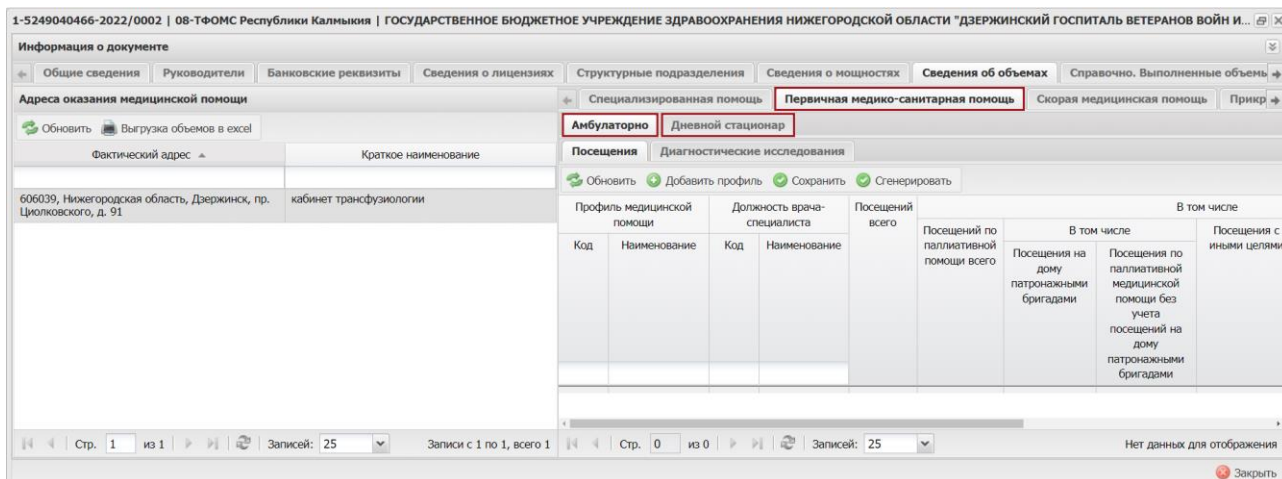 1-5249040466-2022/0002 | 08-ТФОМС Республики Калмыкия | ГОСУДАРСТВЕННОЕ БЮДЖЕТНОЕ УЧРЕЖДЕНИЕ ЗДРАВООХРАНЕНИЯ НИЖЕГОРОДСКОЙ ОБЛАСТИ "ДЗЕРЖИНСКИЙ ГОСПИТАЛЬ ВЕТЕРАНОВ ВОЙН И...
Информация о документе
Общие сведения Руководители Банковские реквизиты Сведения о лицензиях Структурные подразделения Сведения о мощностях Сведения об объемах Справочно. Выполненные объемы
Адреса оказания медицинской помощи
Обновить Выгрузка объемов в excel
Фактический адрес Краткое наименование
606039, Нижегородская область, Дзержинск, пр. кабинет трансфузиологии
Циолковского, д. 91
Стр. 1 из 1 Записей: 25 Записи с 1 по 1, всего 1
Специализированная помощь Первичная медико-санитарная помощь Скорая медицинская помощь Прикр
Амбулаторно Дневной стационар
Посещения Диагностические исследования
Обновить Добавить профиль Сохранить Сгенерировать
Профиль медицинской
помощи
Код Наименование
Должность врача-
специалиста
Код Наименование
Посещений
всего
В том числе
Посещений по
паллиативной
помощи всего
В том числе
Посещения на
дому
патронажными
бригадами
Посещения по
паллиативной
медицинской
помощи без
учета
посещений на
дому
патронажными
бригадами
Посещения с
иными целями
Стр. 0 из 0 Записей: 25 Нет данных для отображения
Закрыть